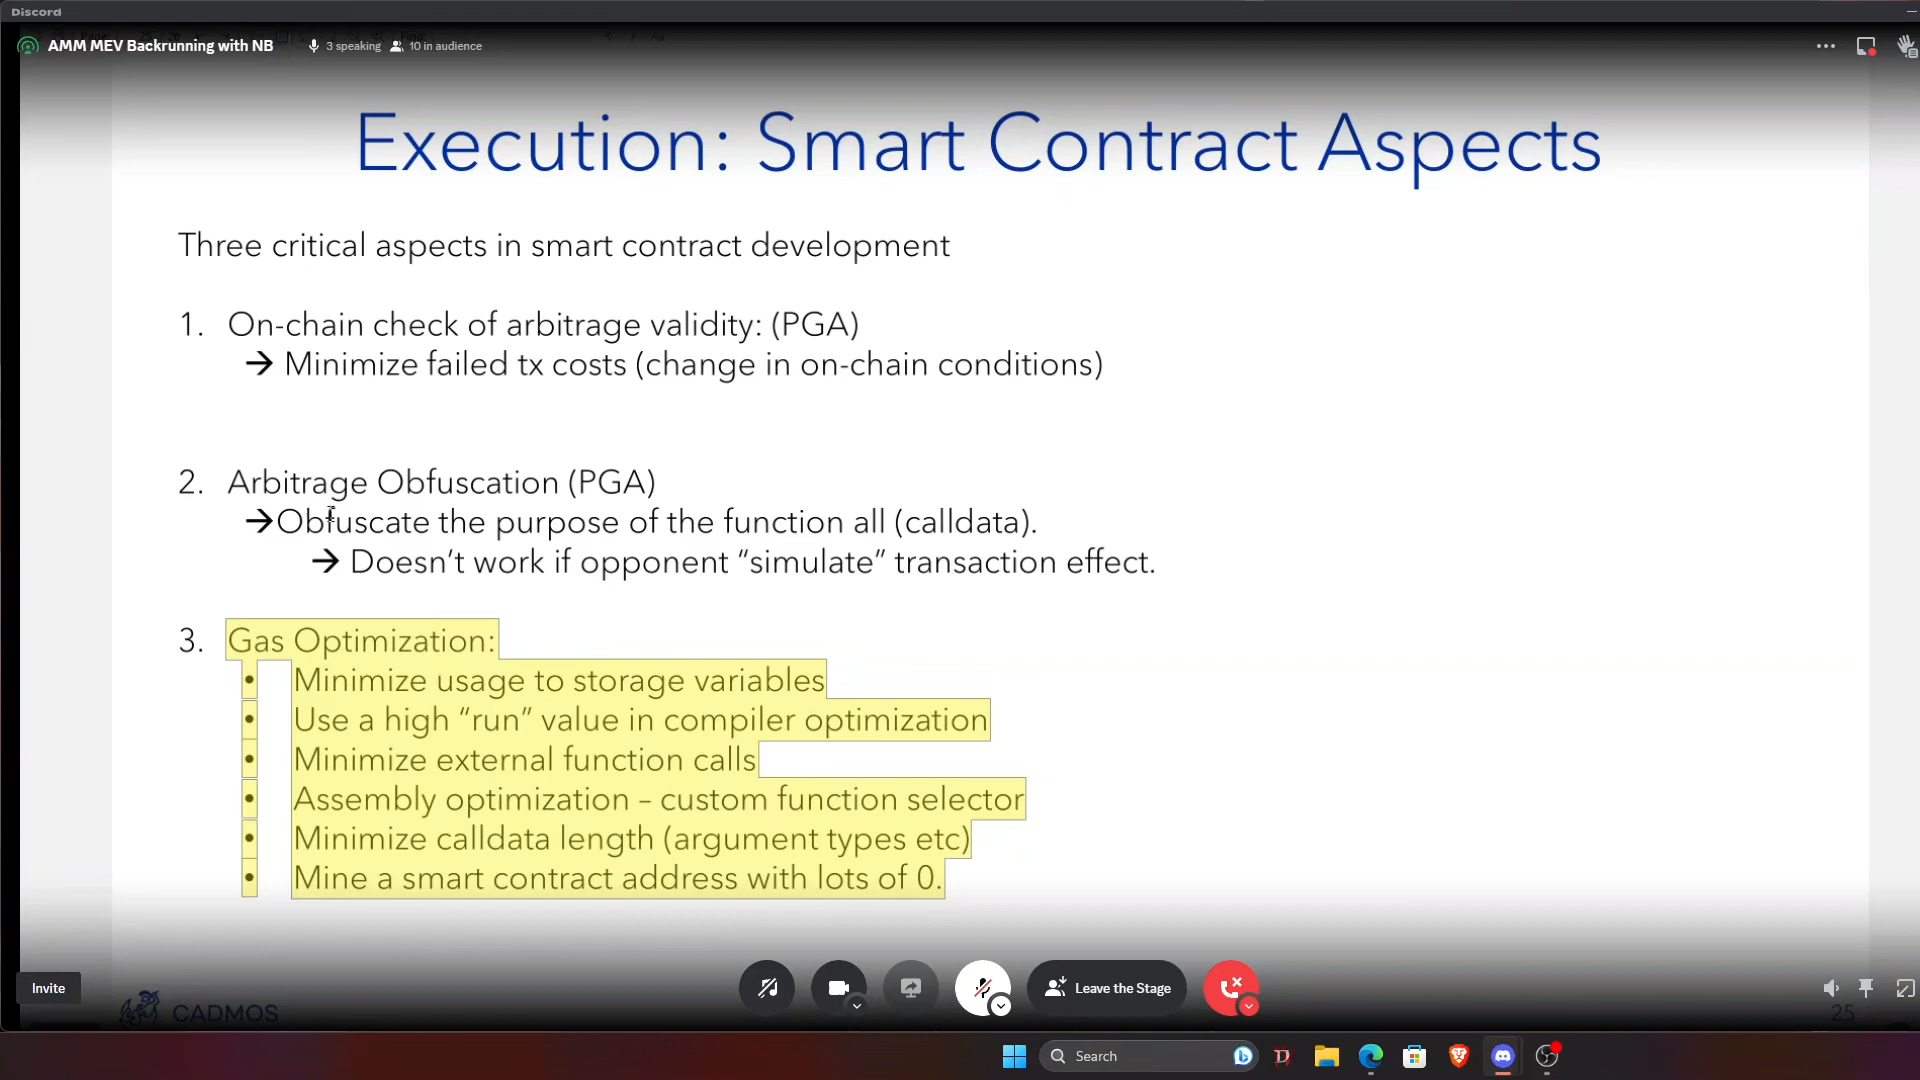 Discord
AMM MEV Backrunning with NB
3 speaking
10 in audience
Execution: Smart Contract Aspects
Three critical aspects in smart contract development
1. On-chain check of arbitrage validity: (PGA)
→ Minimize failed tx costs (change in on-chain conditions)
2. Arbitrage Obfuscation (PGA)
→Obfuscate the purpose of the function all (calldata).
→ Doesn’t work if opponent “simulate” transaction effect.
3. Gas Optimization:
• Minimize usage to storage variables
• Use a high “run” value in compiler optimization
• Minimize external function calls
• Assembly optimization – custom function selector
• Minimize calldata length (argument types etc)
• Mine a smart contract address with lots of 0.
Invite
Leave the Stage
CADMOS
25
Search